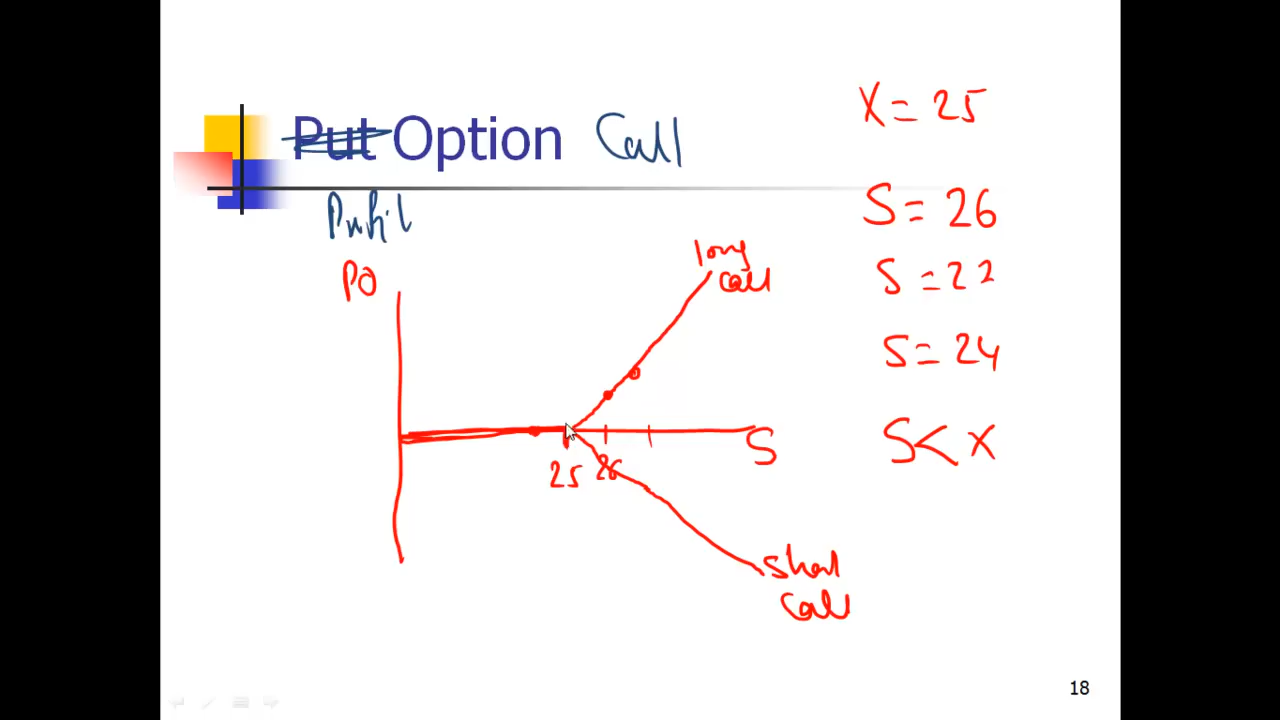 Put Option Call
X = 25
Profit
S = 26
S = 22
S = 24
S < X
long
call
PO
S
25 26
Short
Call
18